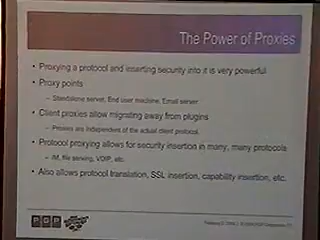 The Power of Proxies
• Proxying a protocol and inserting security into it is very powerful
• Proxy points
– Standalone server, End user machine, Email server
• Client proxies allow migrating away from plugins
– Proxies are independent of the actual client protocol.
• Protocol proxying allows for security insertion in many, many protocols
– IM, file serving, VOIP, etc.
• Also allows protocol translation, SSL insertion, capability insertion, etc.
PGP